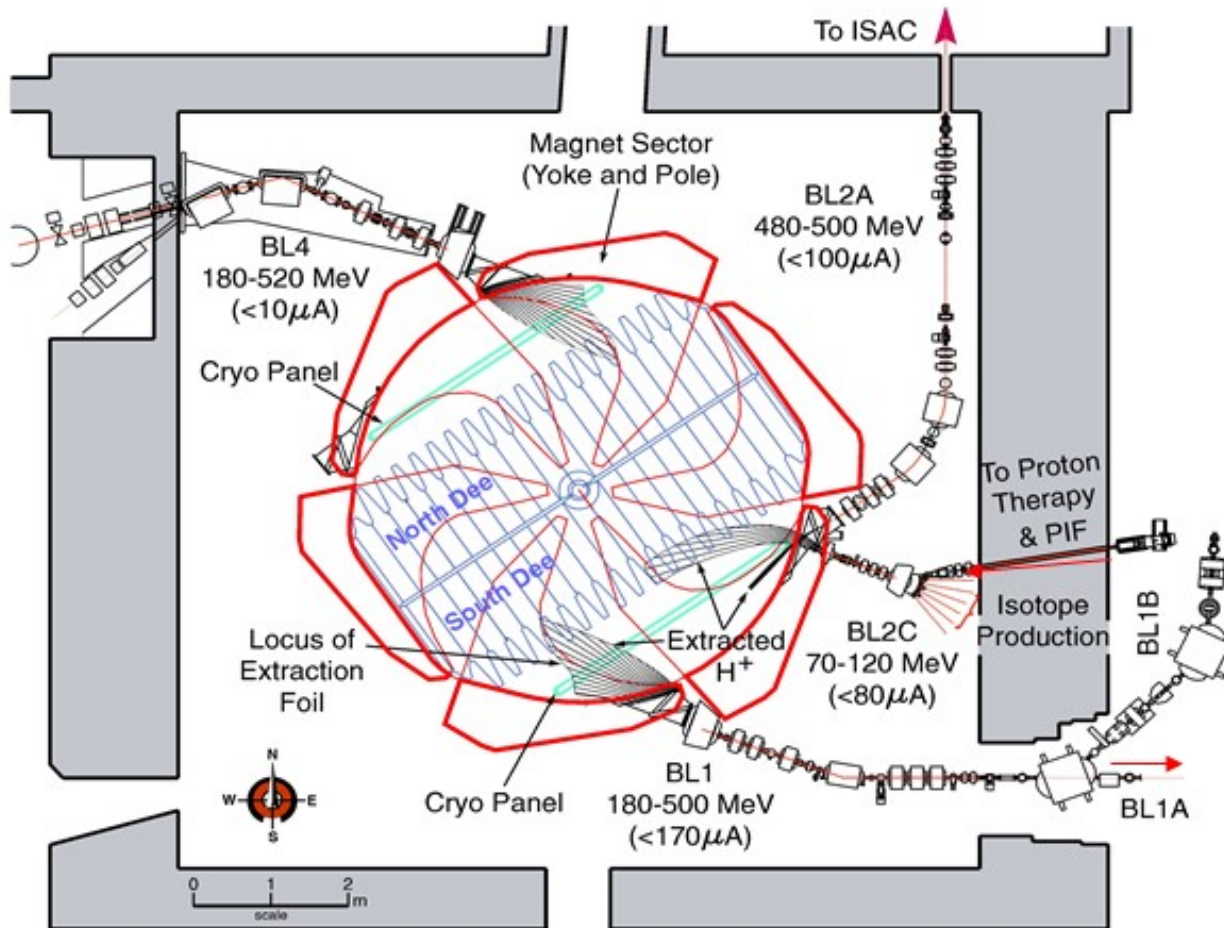 To ISAC
Magnet Sector
(Yoke and Pole)
BL2A
480-500 MeV
(<100μA)
BL4
180-520 MeV
(<10μA)
Cryo Panel
North Dee
South Dee
To Proton
Therapy
& PIF
Isotope
Production
BL1B
Locus of
Extraction
Foil
Extracted
H+
BL2C
70-120 MeV
(<80μA)
Cryo Panel
BL1
180-500 MeV
(<170μA)
BL1A
N
W
E
S
0 1 2
m
scale